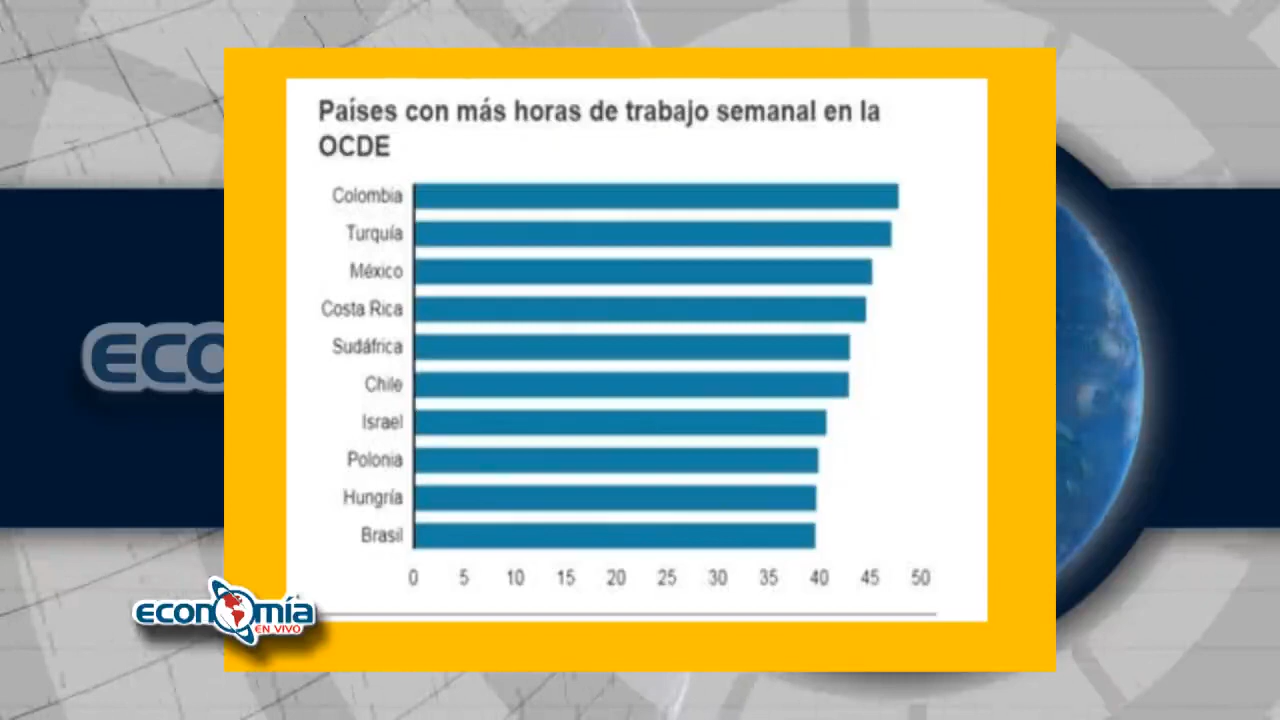 Países con más horas de trabajo semanal en la
OCDE
Colombia
Turquía
México
Costa Rica
Sudáfrica
Chile
Israel
Polonia
Hungría
Brasil
0 5 10 15 20 25 30 35 40 45 50
ECO
economía
EN VIVO